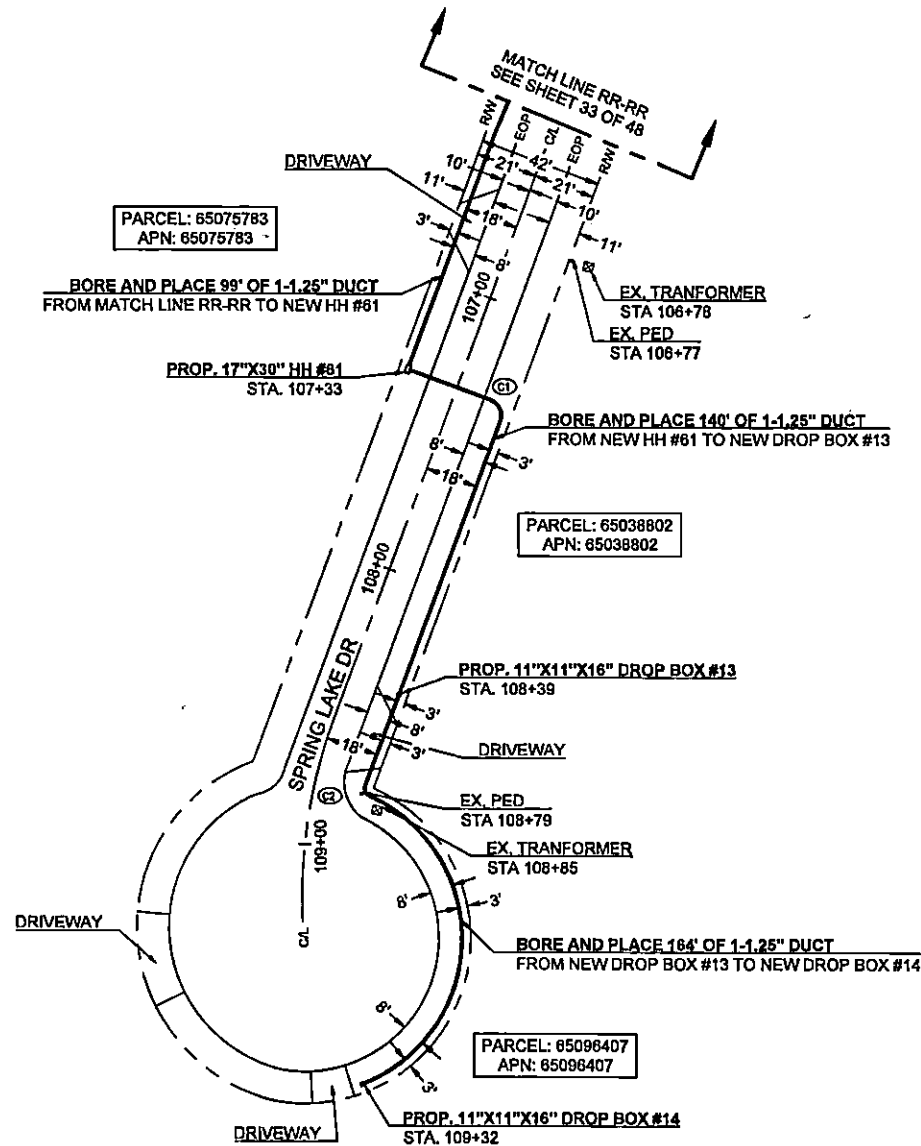 MATCH LINE RR-RR
SEE SHEET 33 OF 48
R/W
EOP
C/L
EOP
R/W
42'
21'
21'
10'
10'
11'
11'
DRIVEWAY
18'
3'
8'
PARCEL: 65075783
APN: 65075783
BORE AND PLACE 99' OF 1-1.25" DUCT
FROM MATCH LINE RR-RR TO NEW HH #61
107+00
EX. TRANFORMER
STA 106+78
EX. PED
STA 106+77
PROP. 17"X30" HH #61
STA. 107+33
C1
BORE AND PLACE 140' OF 1-1.25" DUCT
FROM NEW HH #61 TO NEW DROP BOX #13
8'
3'
18'
PARCEL: 65038802
APN: 65038802
108+00
SPRING LAKE DR
PROP. 11"X11"X16" DROP BOX #13
STA. 108+39
3'
8'
3'
18'
DRIVEWAY
EX. PED
STA 108+79
109+00
EX. TRANFORMER
STA 108+85
8'
3'
DRIVEWAY
C/L
BORE AND PLACE 164' OF 1-1.25" DUCT
FROM NEW DROP BOX #13 TO NEW DROP BOX #14
8'
3'
PARCEL: 65096407
APN: 65096407
PROP. 11"X11"X16" DROP BOX #14
STA. 109+32
DRIVEWAY